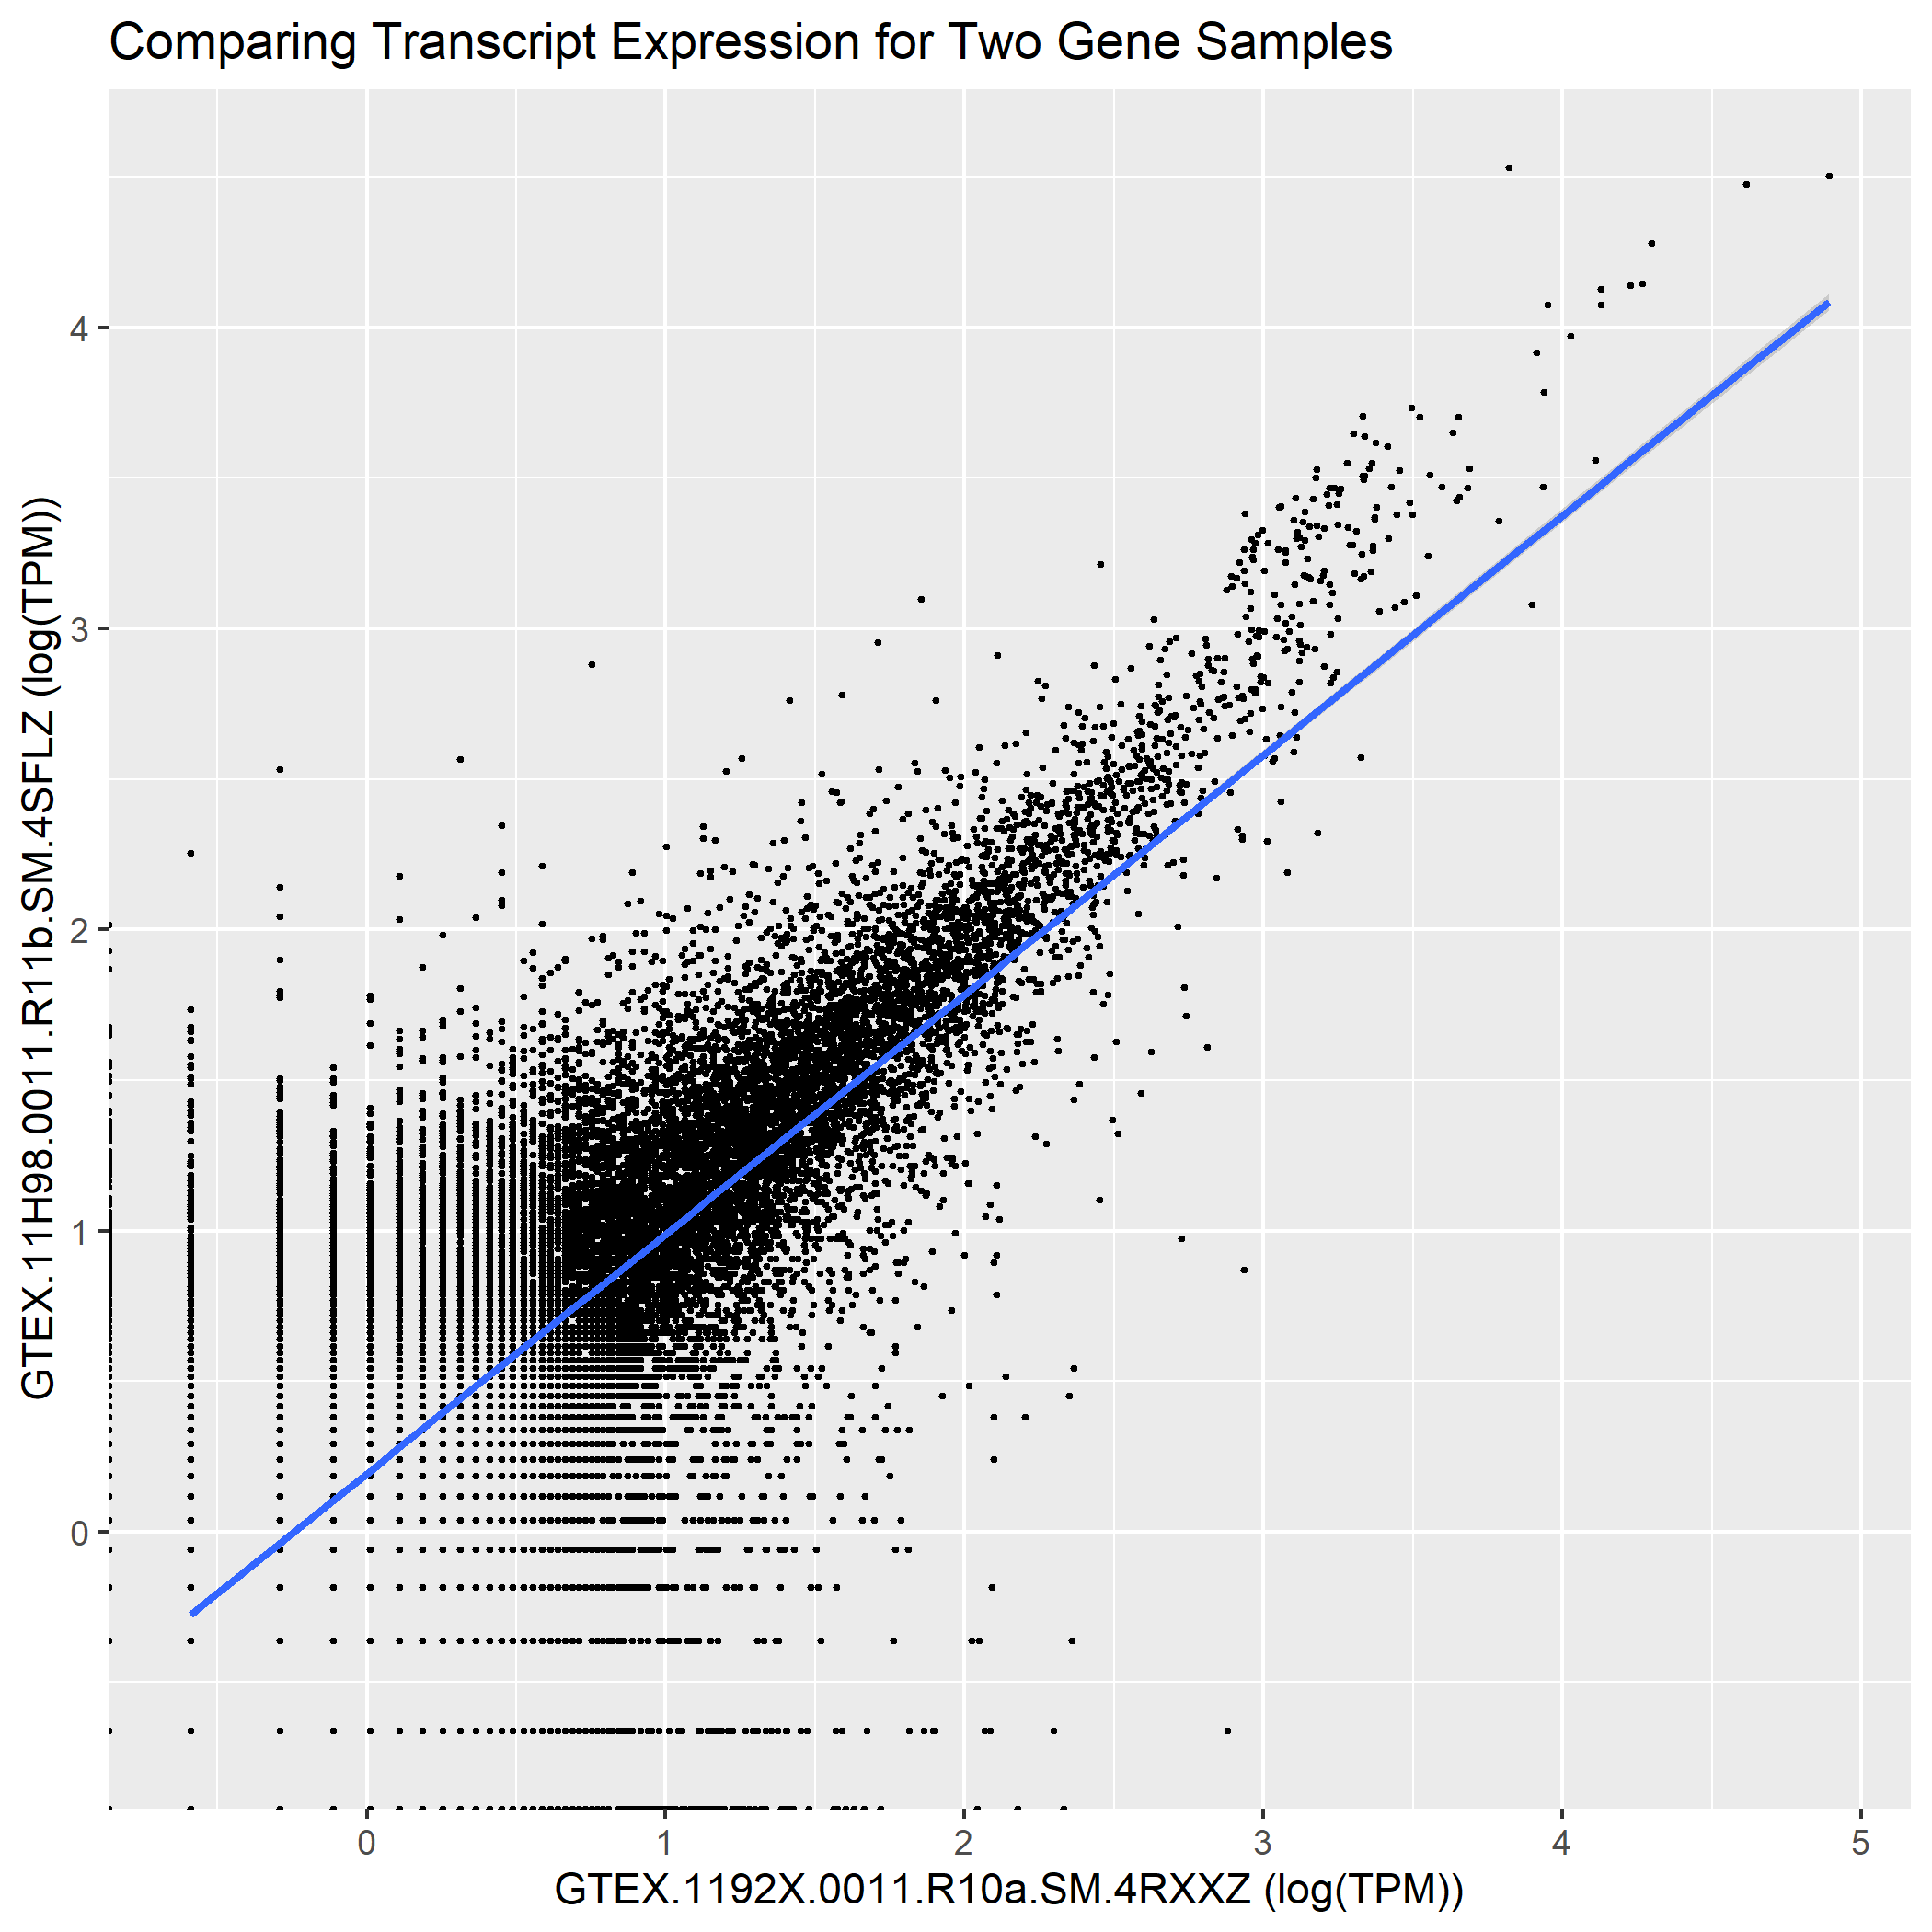 Comparing Transcript Expression for Two Gene Samples
GTEX.11H98.0011.R11b.SM.4SFLZ (log(TPM))
4
3
2
1
0
0 1 2 3 4 5
GTEX.1192X.0011.R10a.SM.4RXXZ (log(TPM))